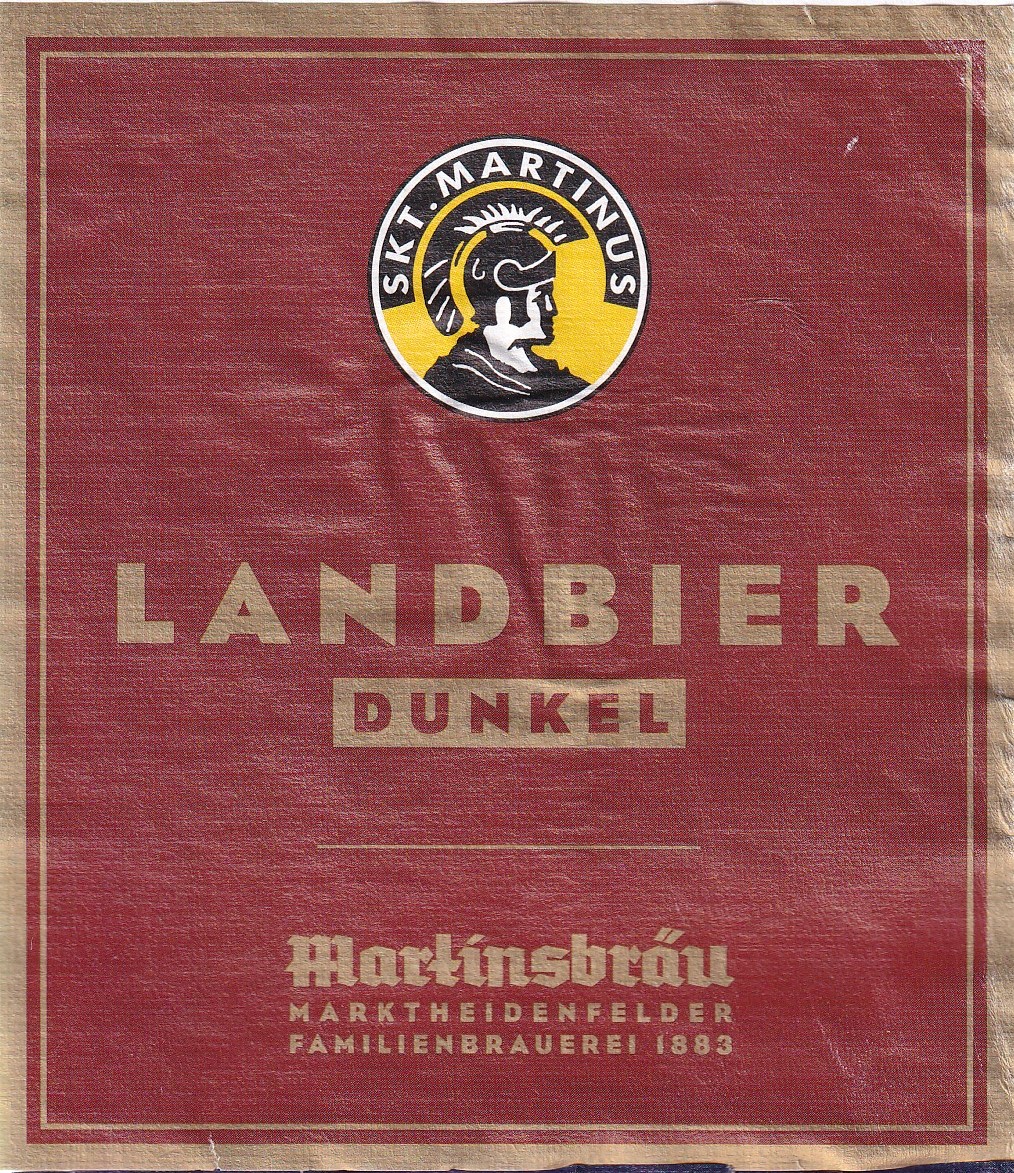 SKT. MARTINUS
LANDBIER
DUNKEL
Martinsbräu
MARKTHEIDENFELDER
FAMILIENBRAUEREI 1883